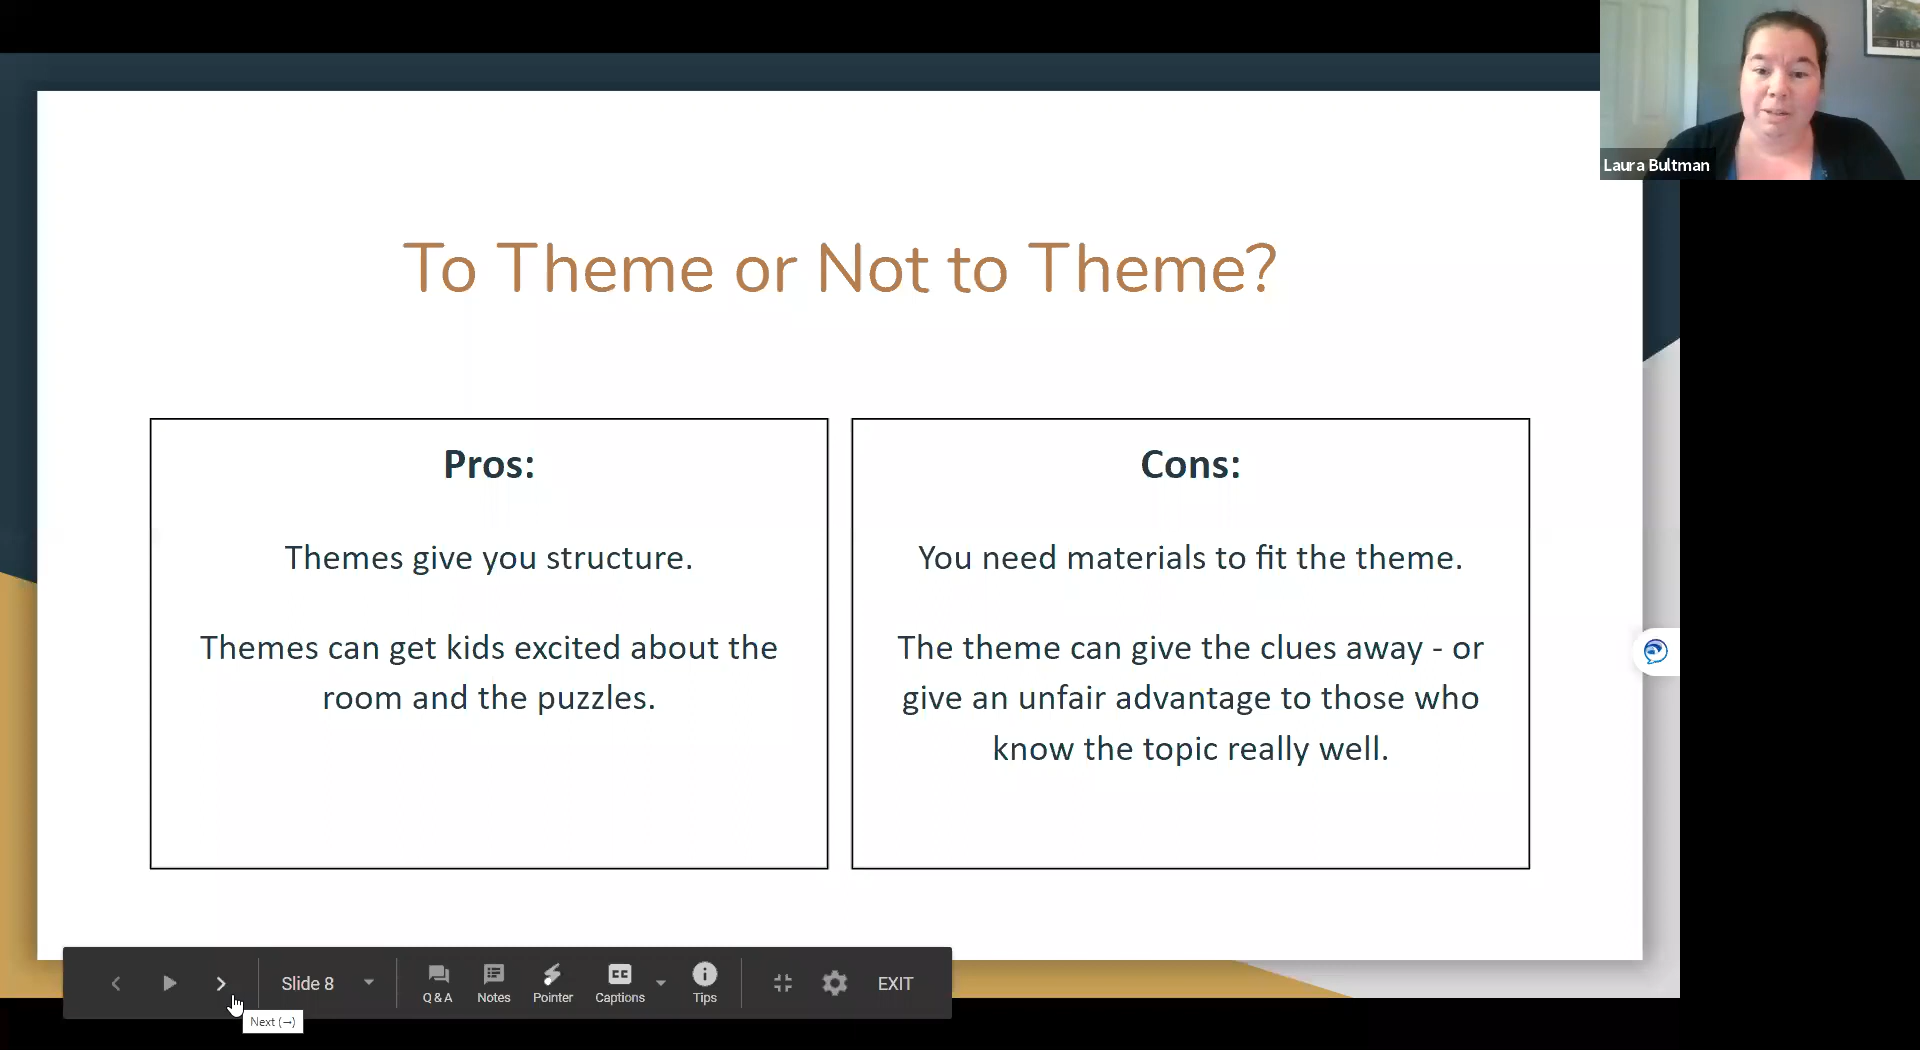 IREL
Laura Bultman
To Theme or Not to Theme?
Pros:
Themes give you structure.
Themes can get kids excited about the
room and the puzzles.
Cons:
You need materials to fit the theme.
The theme can give the clues away - or
give an unfair advantage to those who
know the topic really well.
Slide 8
Q & A
Notes
Pointer
CC
Captions
Tips
EXIT
Next (→)